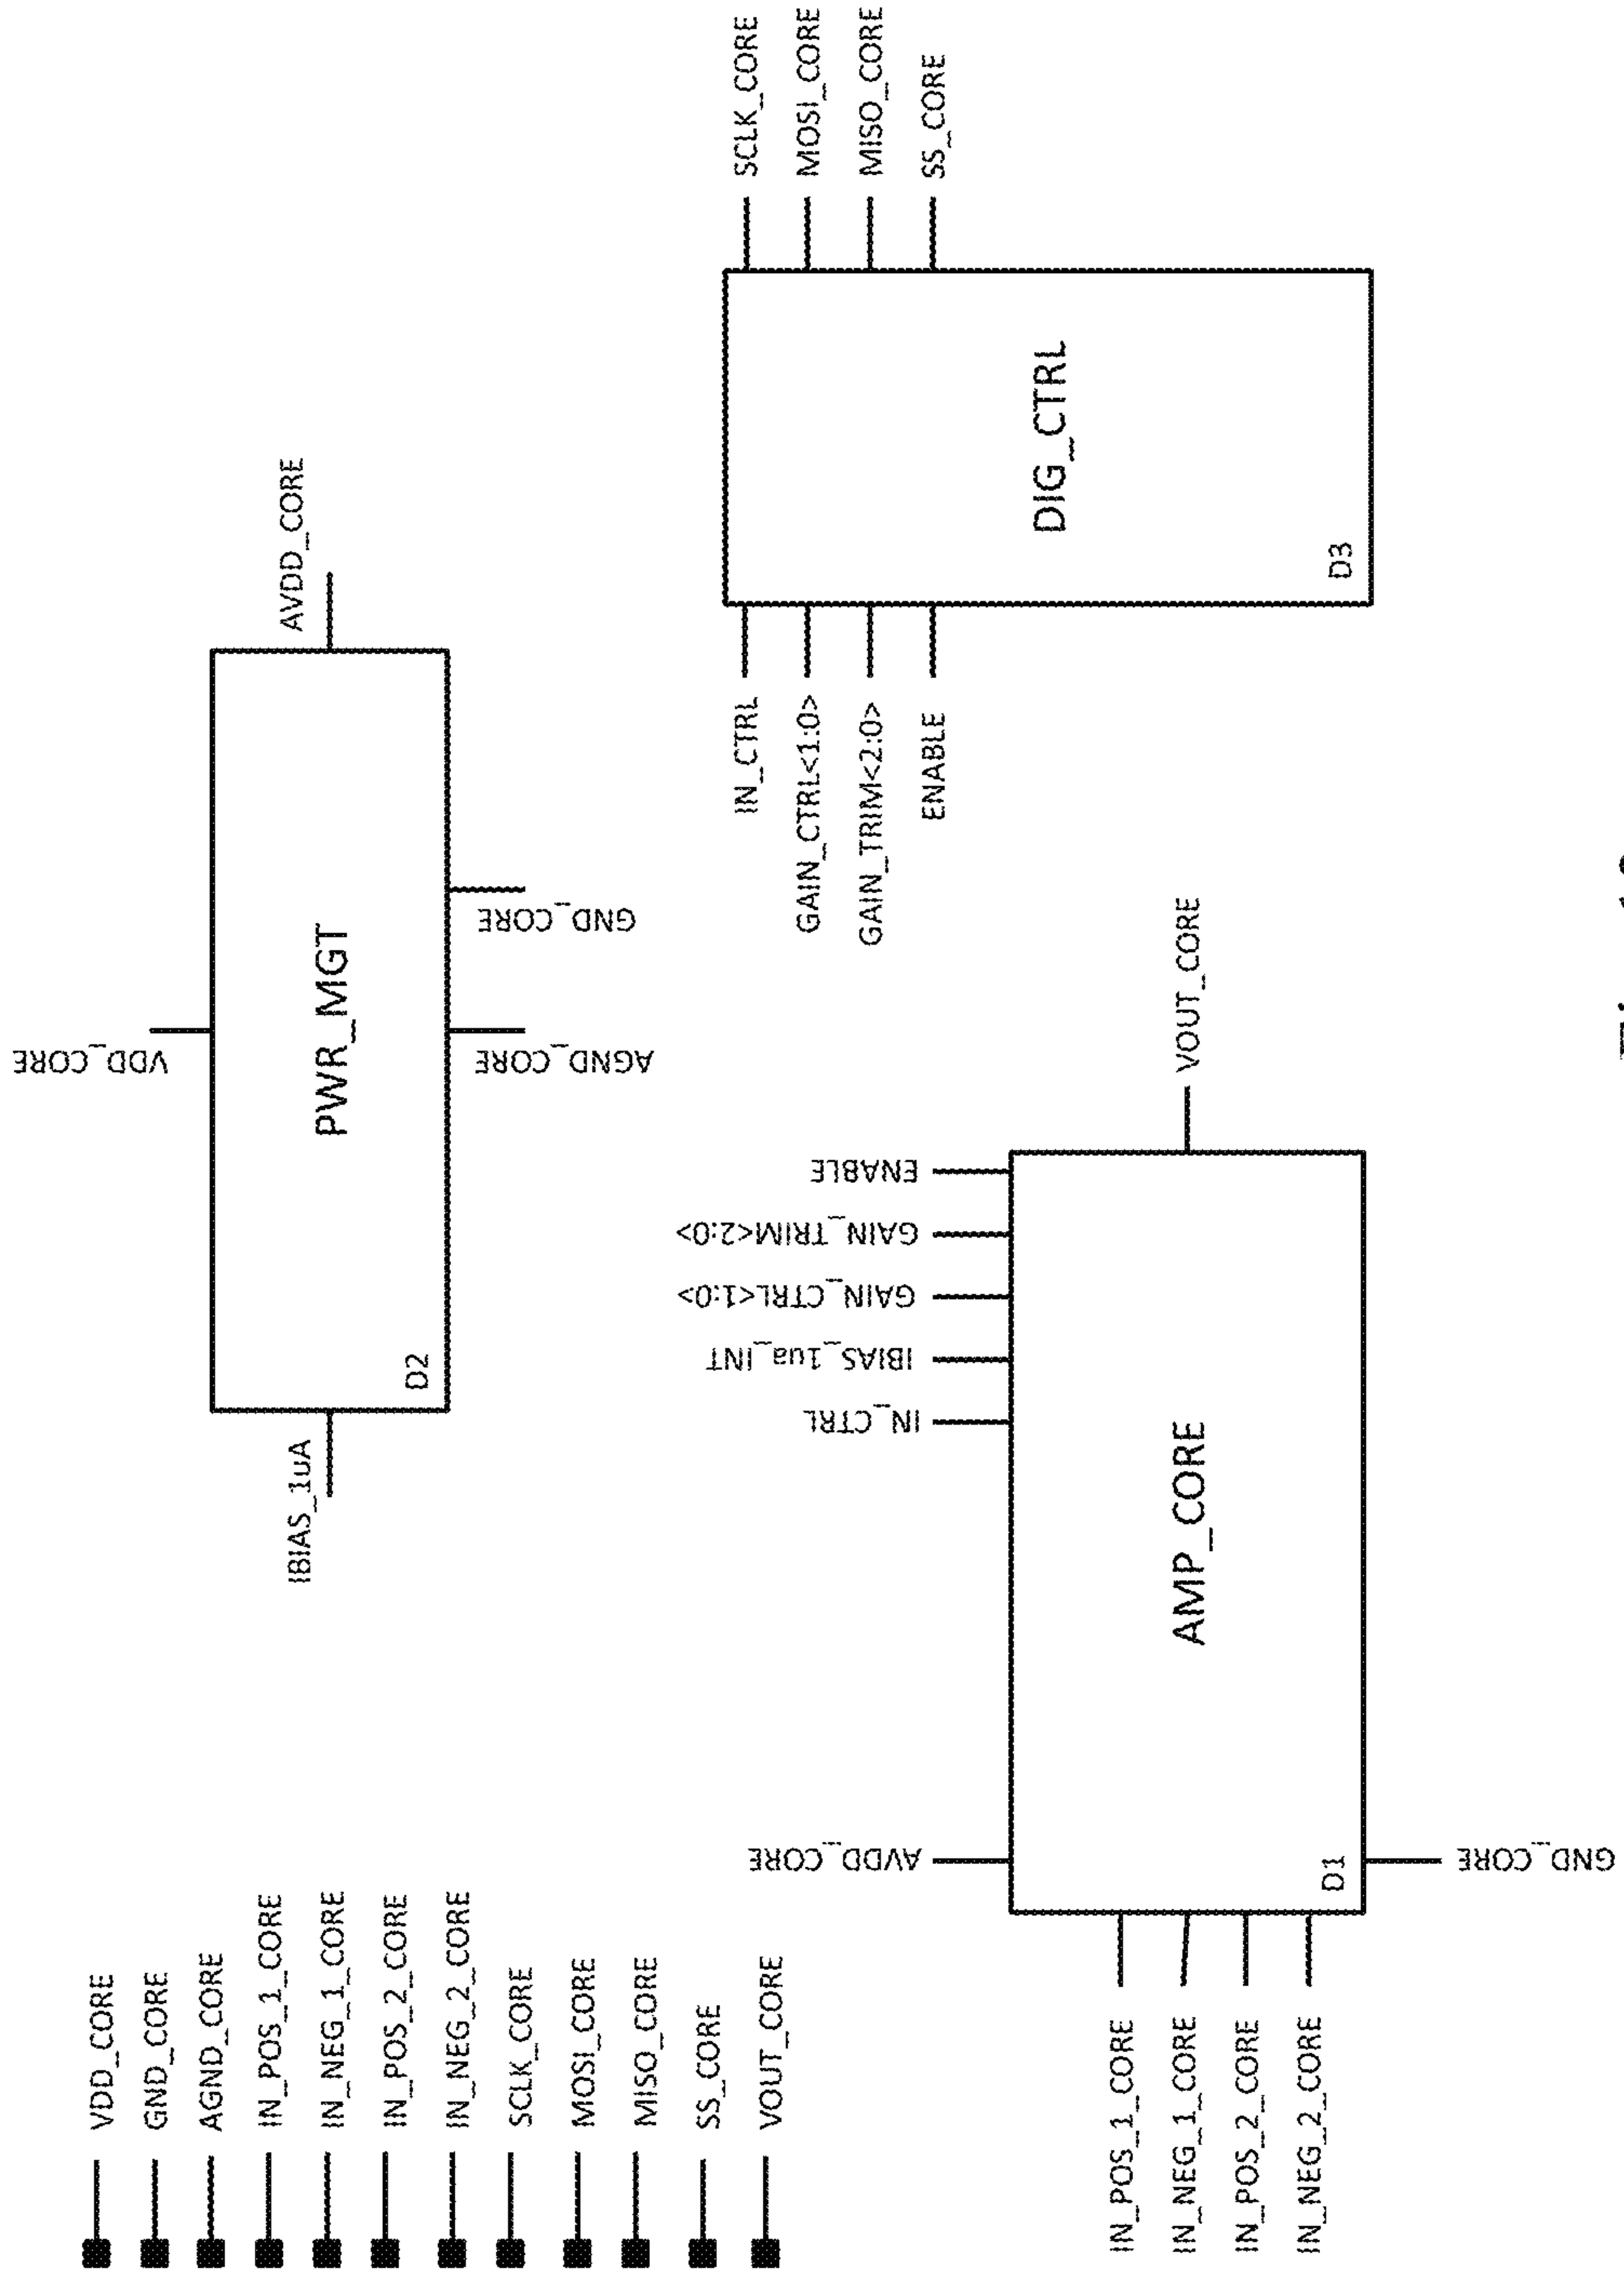 VDD_CORE
GND_CORE
AGND_CORE
IN_POS_1_CORE
IN_NEG_1_CORE
IN_POS_2_CORE
IN_NEG_2_CORE
SCLK_CORE
MOSI_CORE
MISO_CORE
SS_CORE
VOUT_CORE
VDD_CORE
IBIAS_1uA
PWR_MGT
D2
AVDD_CORE
AGND_CORE
GND_CORE
AVDD_CORE
IN_CTRL
IBIAS_1ua_INT
GAIN_CTRL<1:0>
GAIN_TRIM<2:0>
ENABLE
IN_POS_1_CORE
IN_NEG_1_CORE
IN_POS_2_CORE
IN_NEG_2_CORE
AMP_CORE
D1
VOUT_CORE
GND_CORE
IN_CTRL
GAIN_CTRL<1:0>
GAIN_TRIM<2:0>
ENABLE
DIG_CTRL
D3
SCLK_CORE
MOSI_CORE
MISO_CORE
SS_CORE